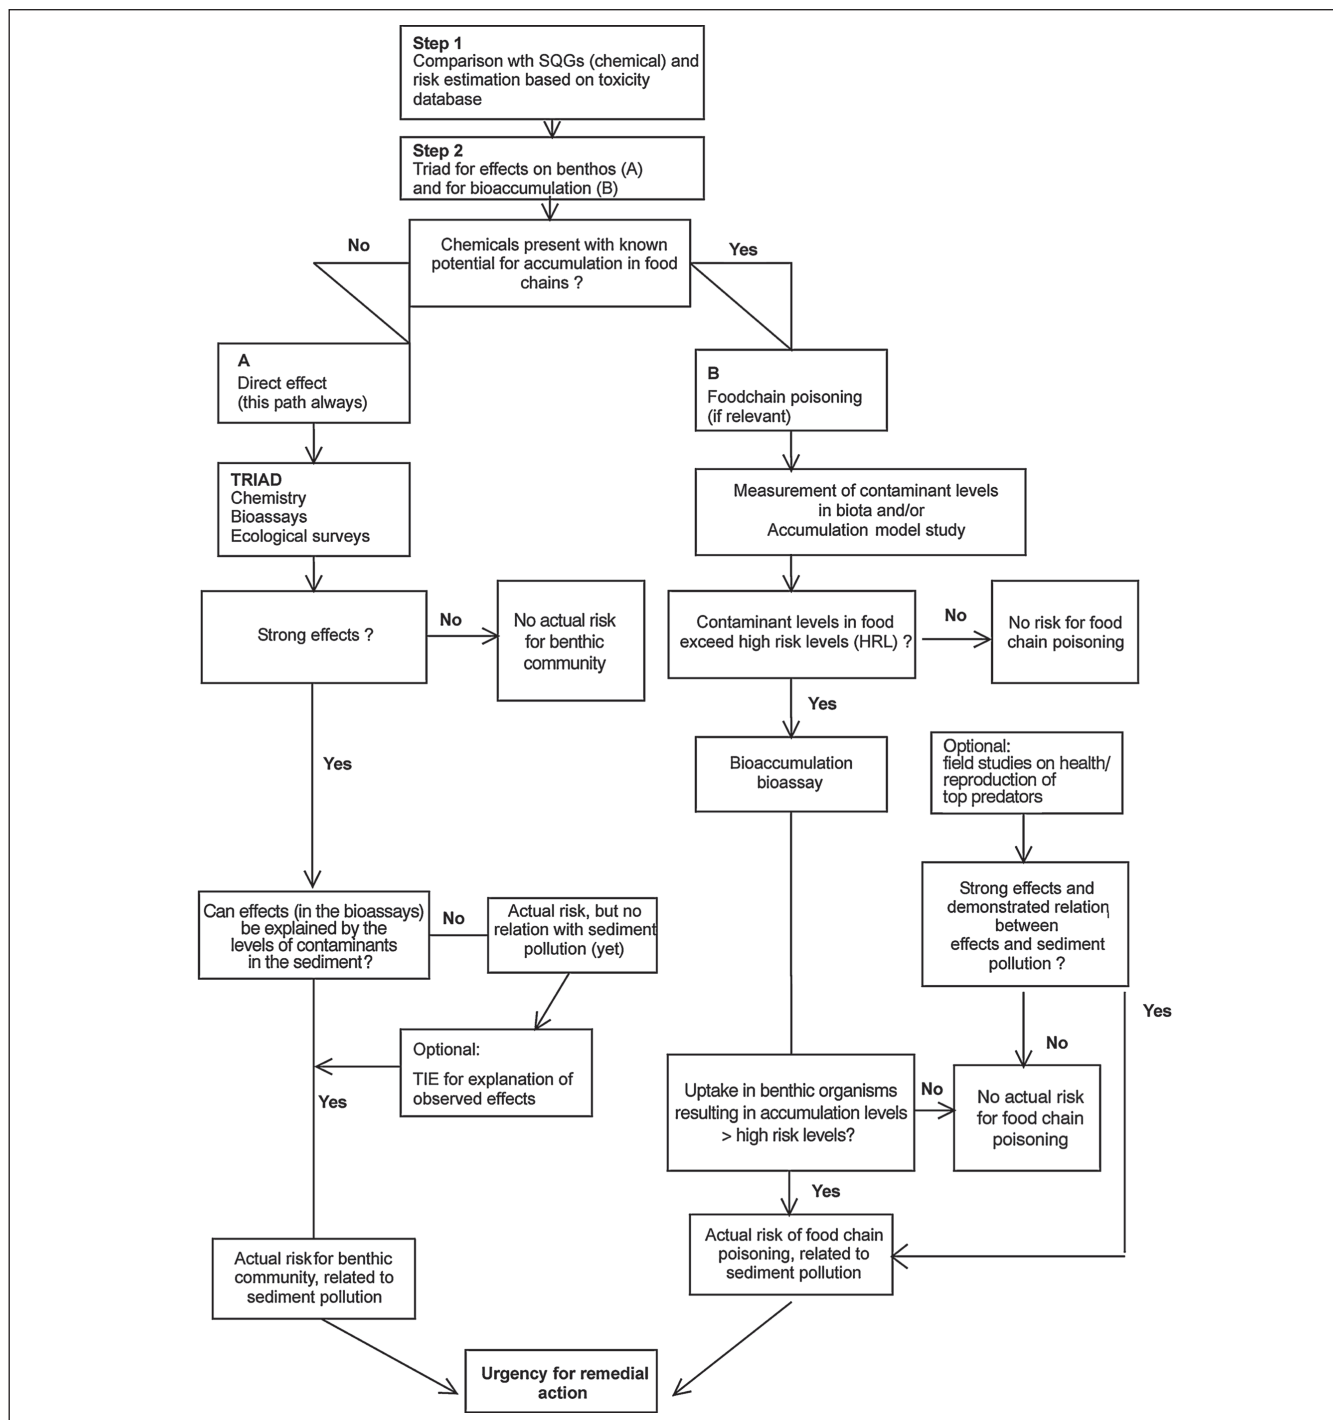 Step 1
Comparison wth SQGs (chemical) and
risk estimation based on toxicity
database
Step 2
Triad for effects on benthos (A)
and for bioaccumulation (B)
No
Chemicals present with known
potential for accumulation in food
chains ?
Yes
A
Direct effect
(this path always)
B
Foodchain poisoning
(if relevant)
TRIAD
Chemistry
Bioassays
Ecological surveys
Measurement of contaminant levels
in biota and/or
Accumulation model study
Strong effects ?
No
No actual risk
for benthic
community
Contaminant levels in food
exceed high risk levels (HRL) ?
No
No risk for food
chain poisoning
Yes
Yes
Bioaccumulation
bioassay
Optional:
field studies on health/
reproduction of
top predators
Can effects (in the bioassays)
be explained by the
levels of contaminants
in the sediment?
No
Actual risk, but no
relation with sediment
pollution (yet)
Strong effects and
demonstrated relation
between
effects and sediment
pollution ?
Yes
No
Optional:
TIE for explanation of
observed effects
Yes
Uptake in benthic organisms
resulting in accumulation levels
> high risk levels?
No
No actual risk
for food chain
poisoning
Yes
Actual risk for benthic
community, related to
sediment pollution
Actual risk of food chain
poisoning, related to
sediment pollution
Urgency for remedial
action